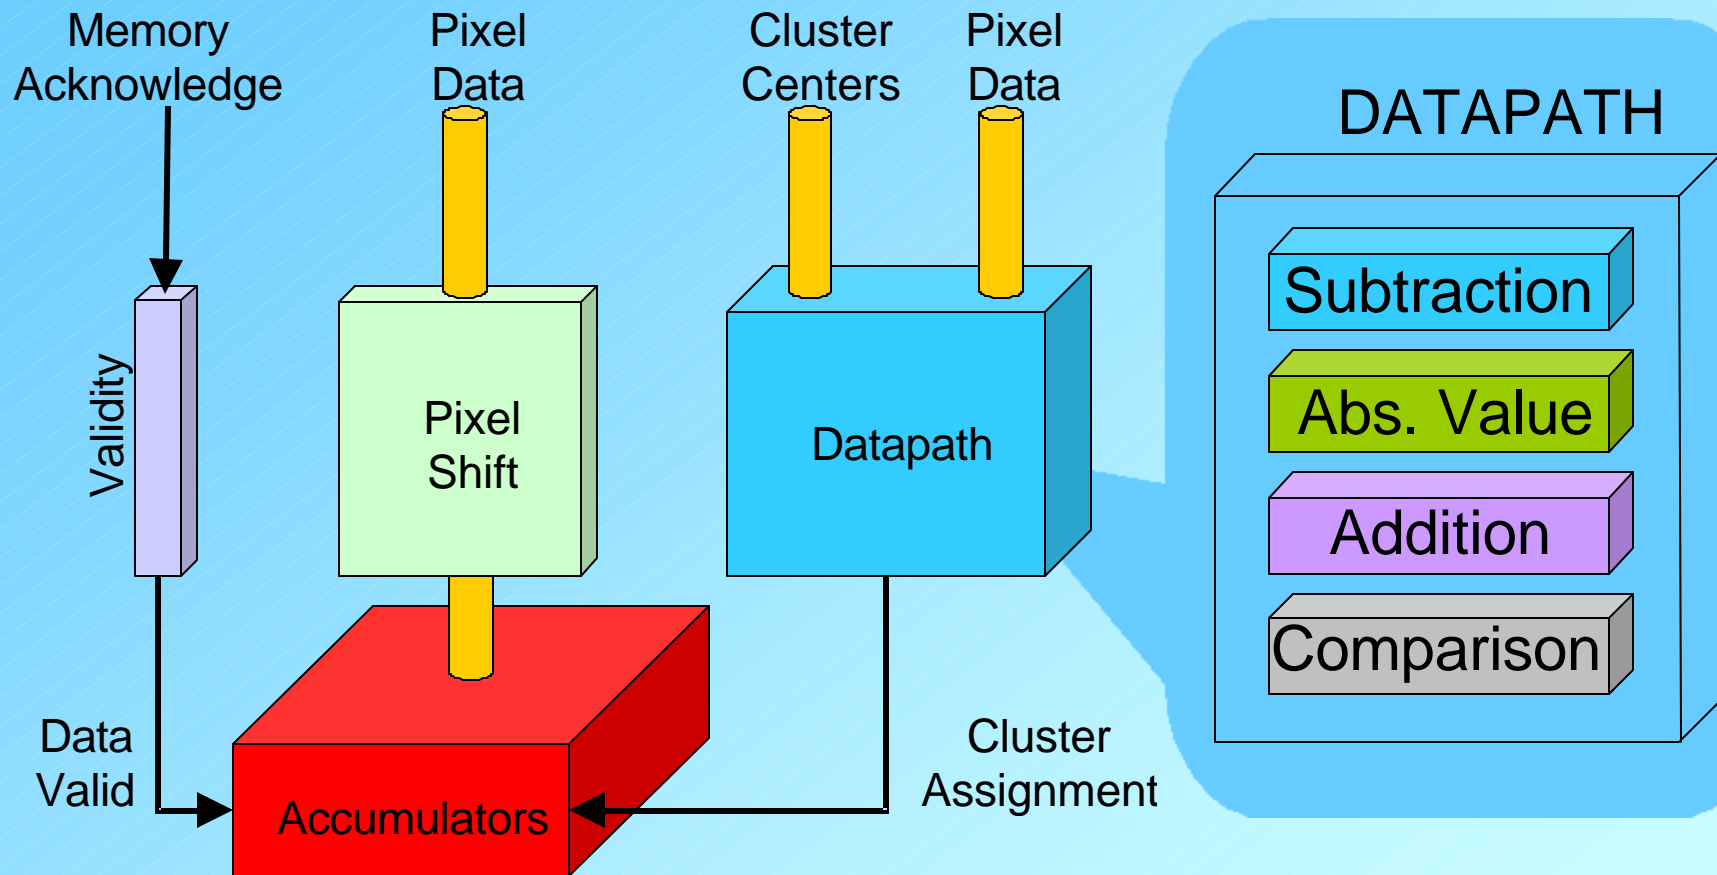 Memory
Acknowledge
Pixel
Data
Cluster
Centers
Pixel
Data
DATAPATH
Subtraction
Abs. Value
Addition
Comparison
Validity
Pixel
Shift
Datapath
Data
Valid
Accumulators
Cluster
Assignment